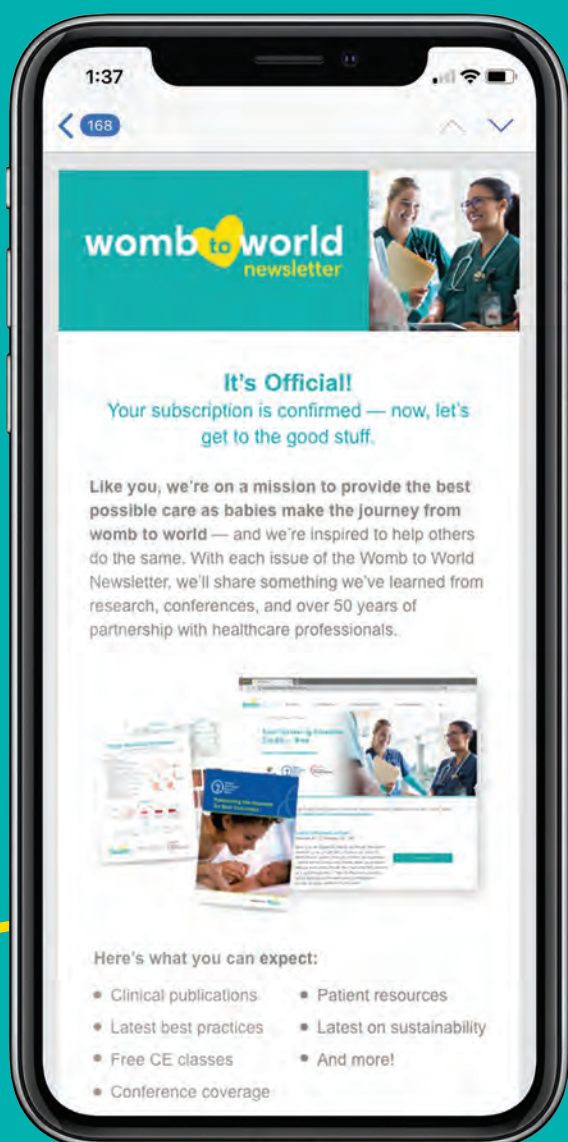 1:37
168
womb to world
newsletter
It's Official!
Your subscription is confirmed — now, let's
get to the good stuff.
Like you, we're on a mission to provide the best
possible care as babies make the journey from
womb to world — and we're inspired to help others
do the same. With each issue of the Womb to World
Newsletter, we'll share something we've learned from
research, conferences, and over 50 years of
partnership with healthcare professionals.
Here's what you can expect:
• Clinical publications
• Latest best practices
• Free CE classes
• Conference coverage
• Patient resources
• Latest on sustainability
• And more!